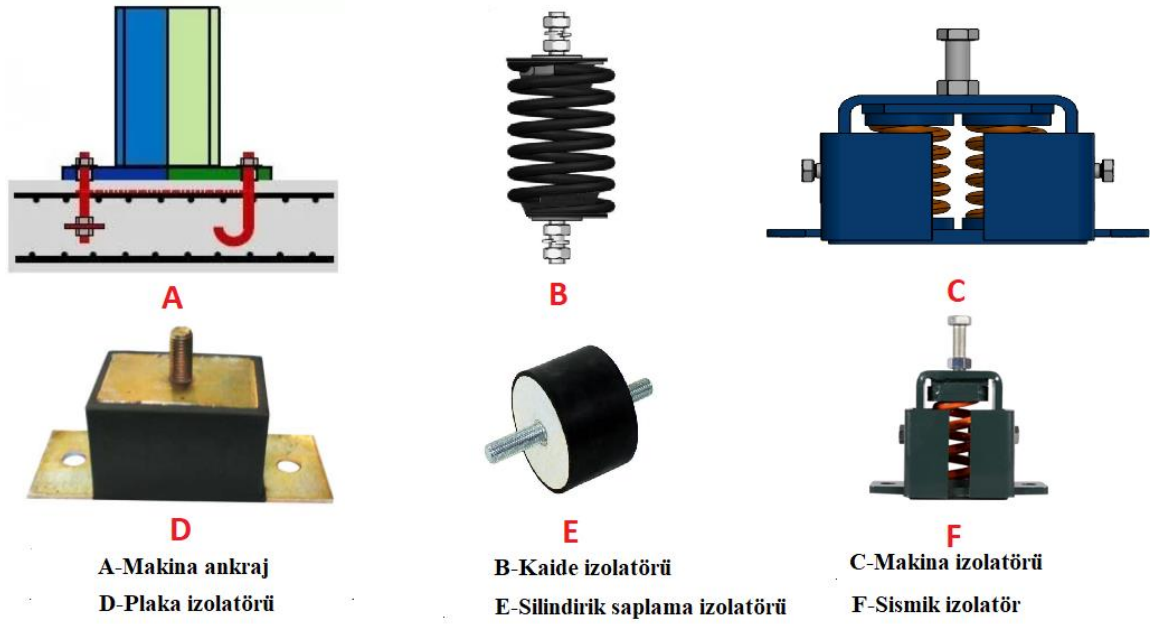 A
B
C
D
E
F
A-Makina ankraj
B-Kaide izolatörü
C-Makina izolatörü
D-Plaka izolatörü
E-Silindirik saplama izolatörü
F-Sismik izolatör